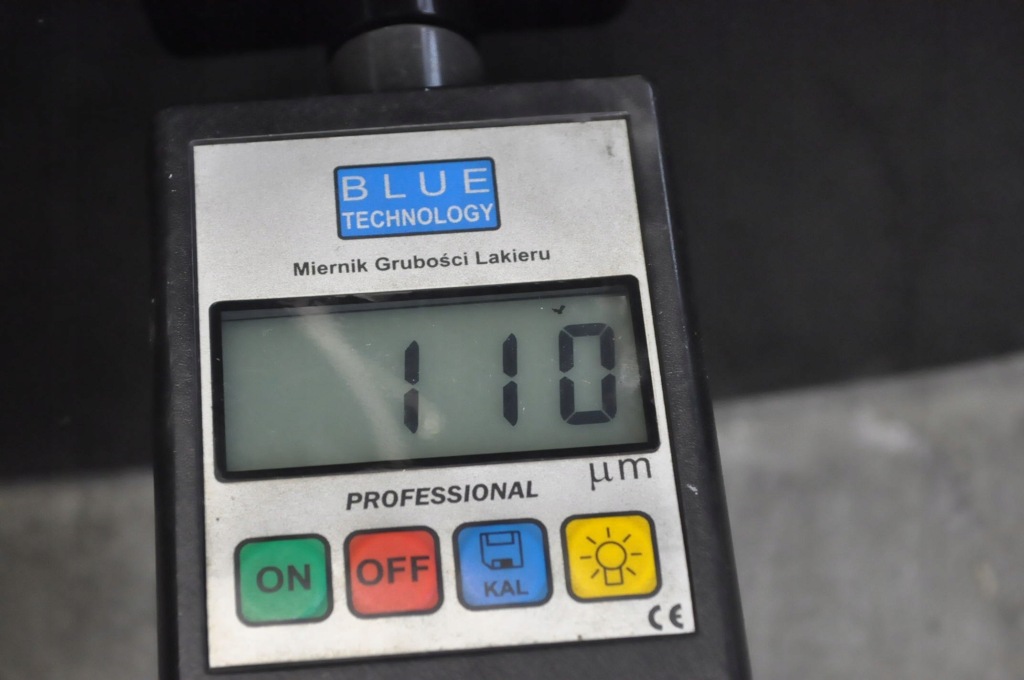 BLUE
TECHNOLOGY
Miernik Grubości Lakieru
110
µm
PROFESSIONAL
ON
OFF
KAL
CE